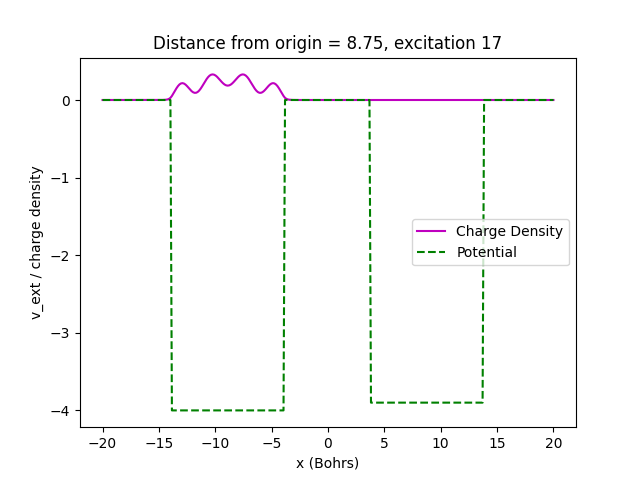 Distance from origin = 8.75, excitation 17
v_ext / charge density
0
−1
−2
−3
−4
Charge Density
Potential
−20 −15 −10 −5 0 5 10 15 20
x (Bohrs)